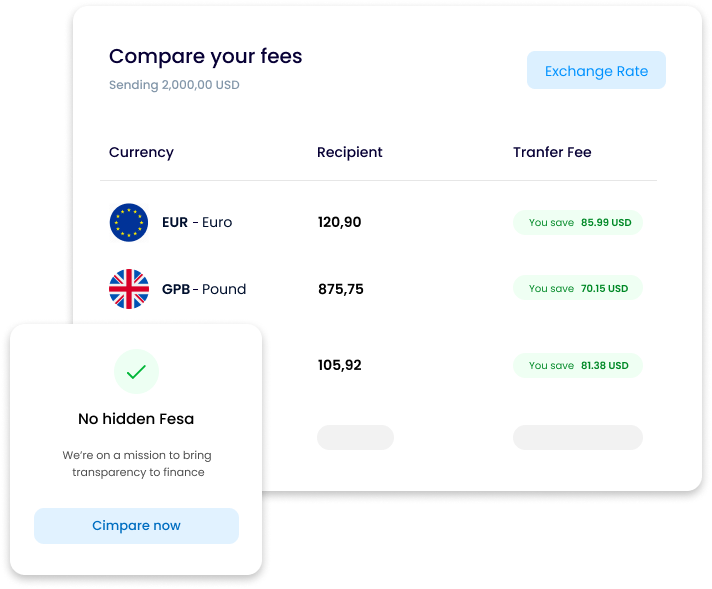 Compare your fees
Sending 2,000,00 USD
Exchange Rate
Currency Recipient Tranfer Fee
EUR - Euro 120,90 You save 85.99 USD
GPB - Pound 875,75 You save 70.15 USD
105,92 You save 81.38 USD
No hidden Fesa
We're on a mission to bring
transparency to finance
Cimpare now